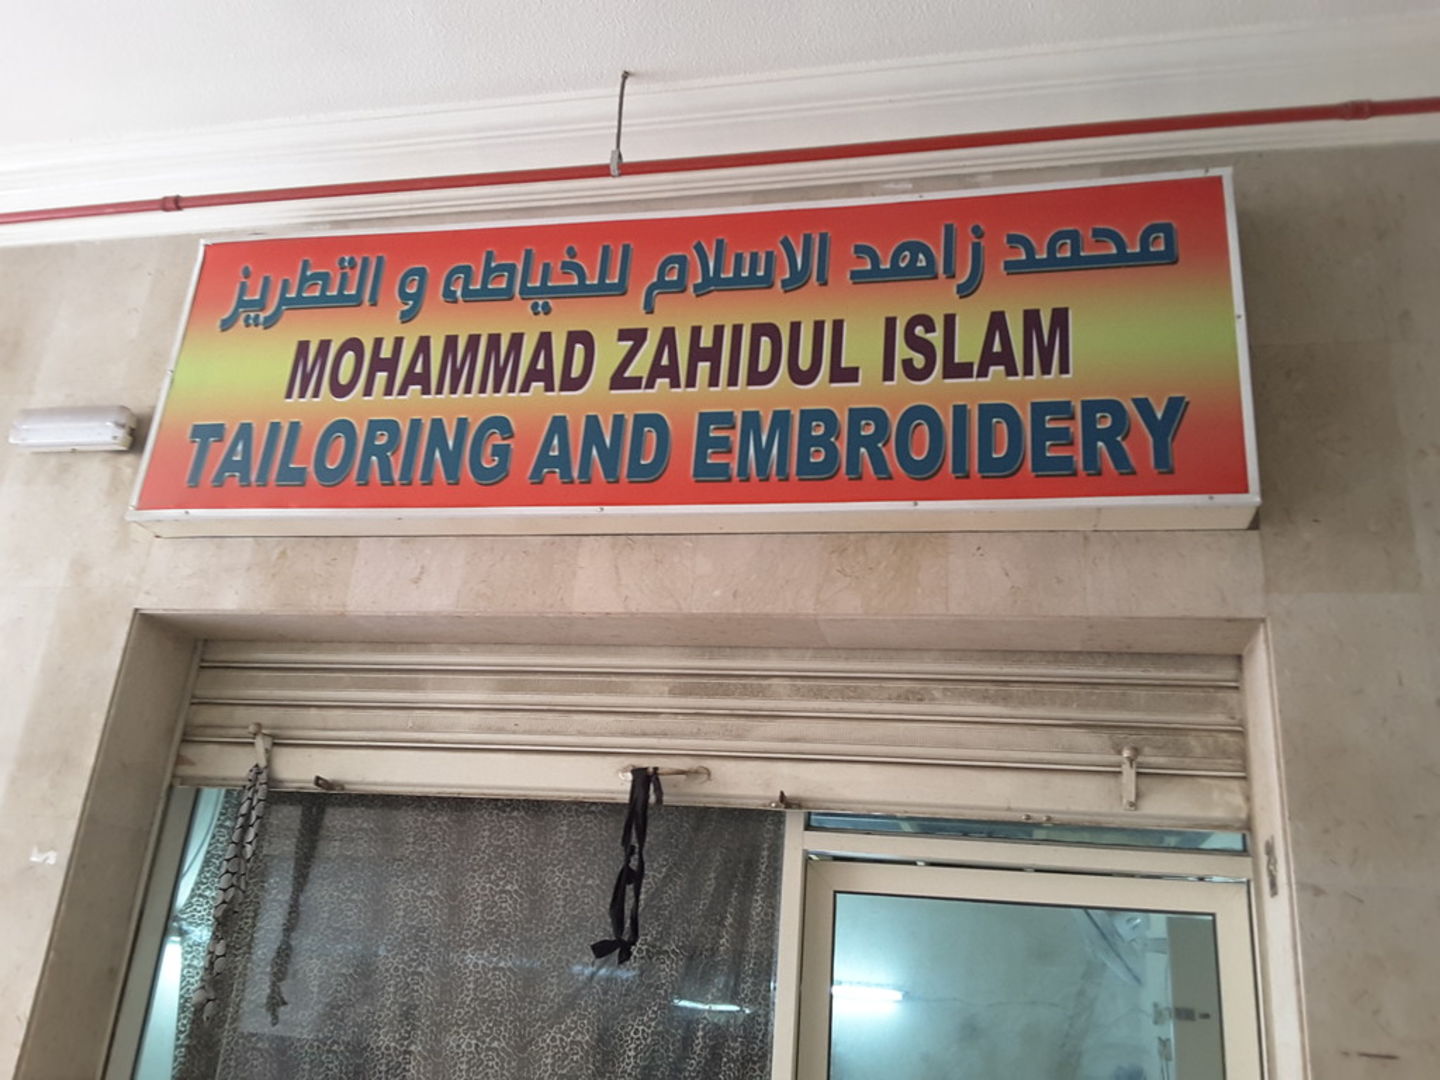 محمد زاهد الاسلام للخياطه و التطريز
MOHAMMAD ZAHIDUL ISLAM
TAILORING AND EMBROIDERY